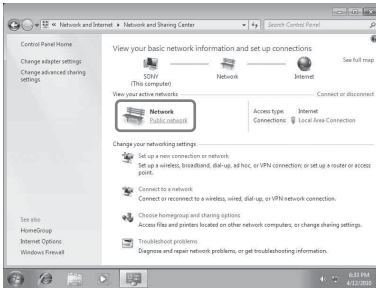 « Network and Internet ▸ Network and Sharing Center
Search Control Panel
Control Panel Home
Change adapter settings
Change advanced sharing
settings
View your basic network information and set up connections
See full map
SONY
(This computer)
Network
Internet
View your active networks
Connect or disconnect
Network
Public network
Access type: Internet
Connections: Local Area Connection
Change your networking settings
Set up a new connection or network
Set up a wireless, broadband, dial-up, ad hoc, or VPN connection; or set up a router or access
point.
Connect to a network
Connect or reconnect to a wireless, wired, dial-up, or VPN network connection.
Choose homegroup and sharing options
Access files and printers located on other network computers, or change sharing settings.
Troubleshoot problems
Diagnose and repair network problems, or get troubleshooting information.
See also
HomeGroup
Internet Options
Windows Firewall
6:33 PM
4/12/2010